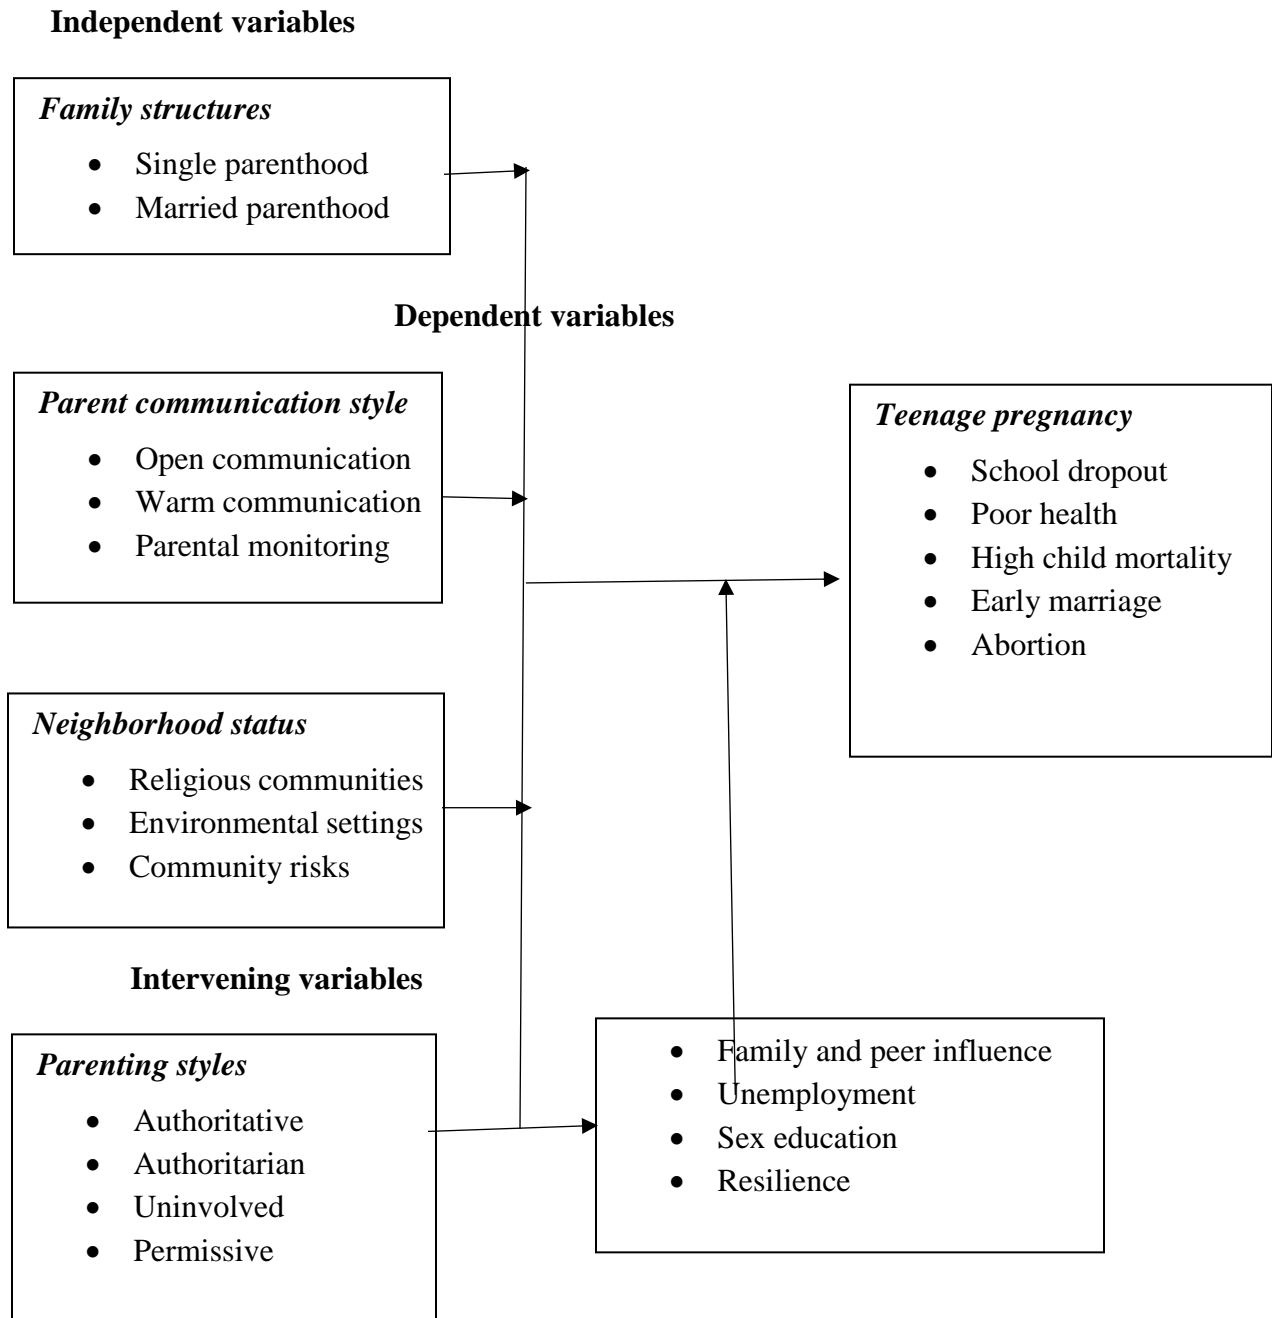 Independent variables
Family structures
• Single parenthood
• Married parenthood
Dependent variables
Parent communication style
• Open communication
• Warm communication
• Parental monitoring
Teenage pregnancy
• School dropout
• Poor health
• High child mortality
• Early marriage
• Abortion
Neighborhood status
• Religious communities
• Environmental settings
• Community risks
Intervening variables
Parenting styles
• Authoritative
• Authoritarian
• Uninvolved
• Permissive
• Family and peer influence
• Unemployment
• Sex education
• Resilience